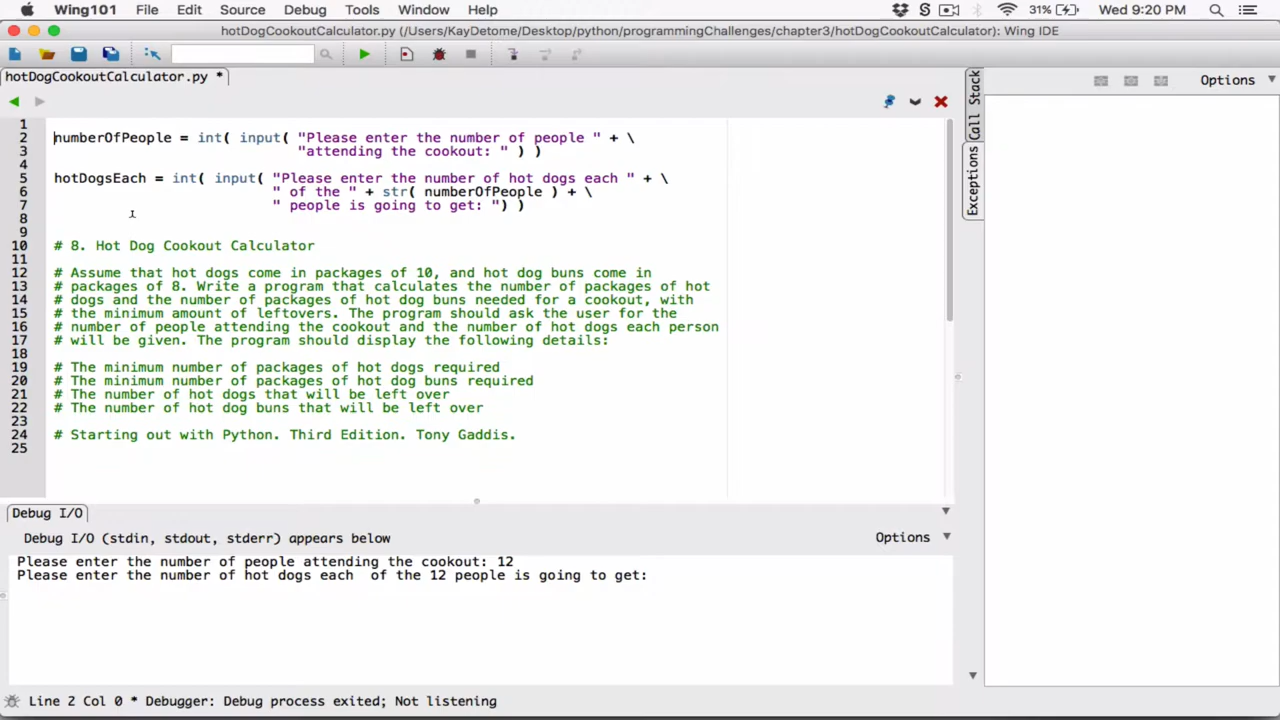 Wing101 File Edit Source Debug Tools Window Help 31% Wed 9:20 PM
hotDogCookoutCalculator.py (/Users/KayDetome/Desktop/python/programmingChallenges/chapter3/hotDogCookoutCalculator): Wing IDE
hotDogCookoutCalculator.py *
Options
Call Stack
Exceptions
1
2 numberOfPeople = int( input( "Please enter the number of people " + \
3 "attending the cookout: " ) )
4
5 hotDogsEach = int( input( "Please enter the number of hot dogs each " + \
6 " of the " + str( numberOfPeople ) + \
7 " people is going to get: ") )
8
9
10 # 8. Hot Dog Cookout Calculator
11
12 # Assume that hot dogs come in packages of 10, and hot dog buns come in
13 # packages of 8. Write a program that calculates the number of packages of hot
14 # dogs and the number of packages of hot dog buns needed for a cookout, with
15 # the minimum amount of leftovers. The program should ask the user for the
16 # number of people attending the cookout and the number of hot dogs each person
17 # will be given. The program should display the following details:
18
19 # The minimum number of packages of hot dogs required
20 # The minimum number of packages of hot dog buns required
21 # The number of hot dogs that will be left over
22 # The number of hot dog buns that will be left over
23
24 # Starting out with Python. Third Edition. Tony Gaddis.
25
Debug I/O
Debug I/O (stdin, stdout, stderr) appears below Options
Please enter the number of people attending the cookout: 12
Please enter the number of hot dogs each  of the 12 people is going to get:
Line 2 Col 0 * Debugger: Debug process exited; Not listening